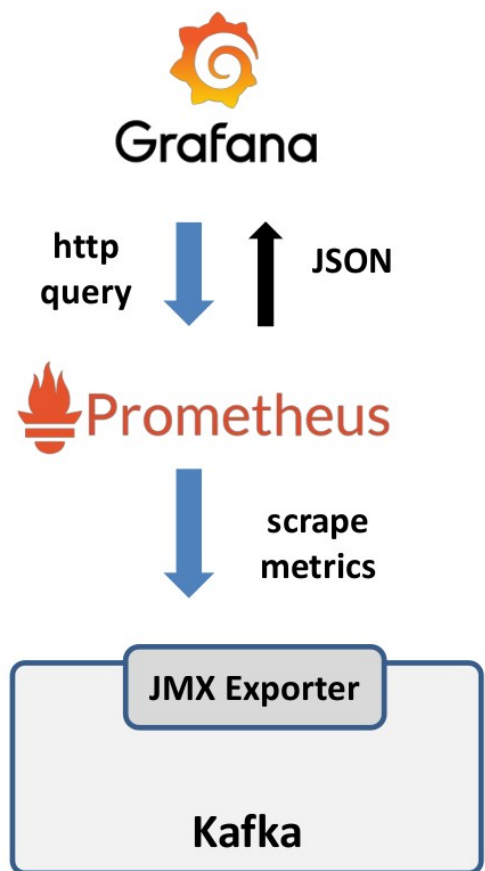 Grafana
http
query
JSON
Prometheus
scrape
metrics
JMX Exporter
Kafka